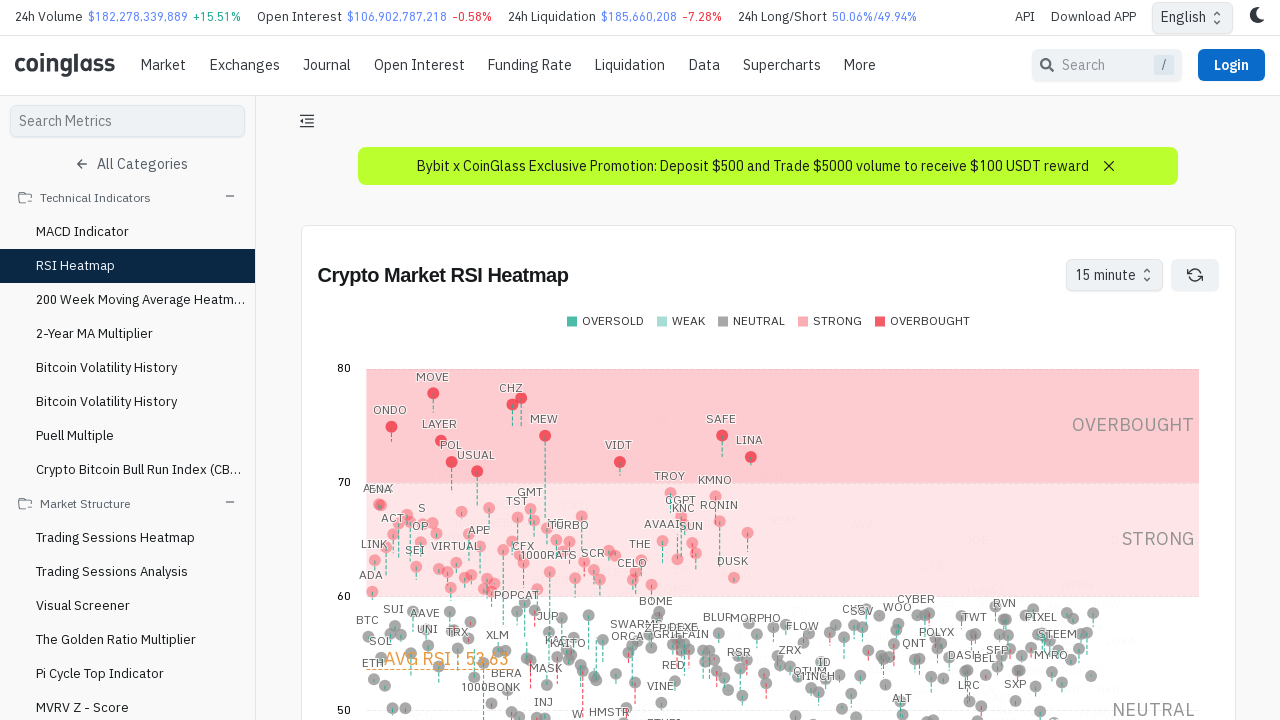 24h Volume $182,278,339,889 +15.51% Open Interest $106,902,787,218 -0.58% 24h Liquidation $185,660,208 -7.28% 24h Long/Short 50.06%/49.94% API Download APP English
coinglass Market Exchanges Journal Open Interest Funding Rate Liquidation Data Supercharts More Search / Login
Search Metrics
All Categories
Technical Indicators
MACD Indicator
RSI Heatmap
200 Week Moving Average Heatm...
2-Year MA Multiplier
Bitcoin Volatility History
Bitcoin Volatility History
Puell Multiple
Crypto Bitcoin Bull Run Index (CB...
Market Structure
Trading Sessions Heatmap
Trading Sessions Analysis
Visual Screener
The Golden Ratio Multiplier
Pi Cycle Top Indicator
MVRV Z - Score
Bybit x CoinGlass Exclusive Promotion: Deposit $500 and Trade $5000 volume to receive $100 USDT reward
Crypto Market RSI Heatmap
15 minute
OVERSOLD WEAK NEUTRAL STRONG OVERBOUGHT
80
MOVE
CHZ
ONDO
LAYER
MEW
SAFE
OVERBOUGHT
POL
VIDT
LINA
USUAL
TROY
KMNO
70
ENA
GMT
TST
CGPT
KNC
RONIN
S
ACT
OP
APE
TURBO
AVAAI
SUN
STRONG
LINK
SEI
VIRTUAL
CFX
1000RATS
SCR
THE
CELO
DUSK
ADA
60
POPCAT
BOME
SUI
AAVE
JUP
BLUR
MORPHO
CYBER
WOO
RVN
BTC
UNI
TRX
XLM
SWARMS
ORCA
DEXE
GRIFFAIN
FLOW
TWT
PIXEL
POLYX
STEEM
SOL
KAITO
QNT
ETH
AVG RSI : 53.63
MASK
RED
RSR
ZRX
ID
DASH
BEL
SFP
MYRO
BERA
1INCH
1000BONK
VINE
LRC
SXP
INJ
HMSTR
ALT
NEUTRAL
50